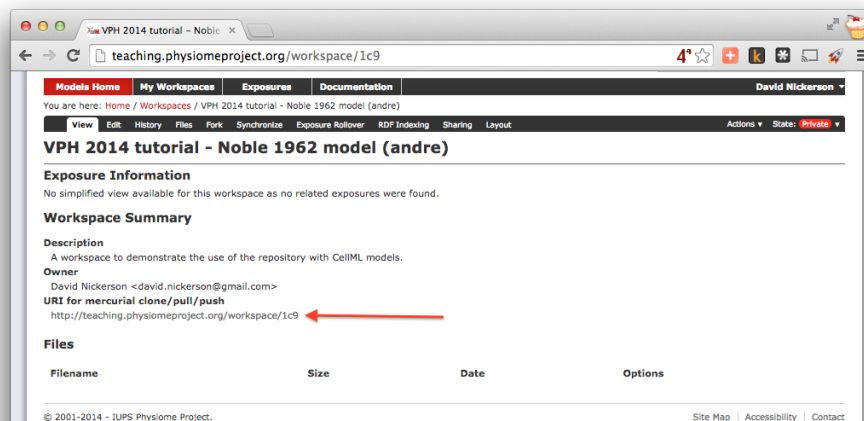 VPH 2014 tutorial – Noble
teaching.physiomeproject.org/workspace/1c9
4⁴
Models Home My Workspaces Exposures Documentation David Nickerson
You are here: Home / Workspaces / VPH 2014 tutorial - Noble 1962 model (andre)
View Edit History Files Fork Synchronize Exposure Rollover RDF Indexing Sharing Layout Actions State: Private
VPH 2014 tutorial - Noble 1962 model (andre)
Exposure Information
No simplified view available for this workspace as no related exposures were found.
Workspace Summary
Description
A workspace to demonstrate the use of the repository with CellML models.
Owner
David Nickerson <david.nickerson@gmail.com>
URI for mercurial clone/pull/push
http://teaching.physiomeproject.org/workspace/1c9
Files
Filename Size Date Options
© 2001-2014 - IUPS Physiome Project. Site Map | Accessibility | Contact